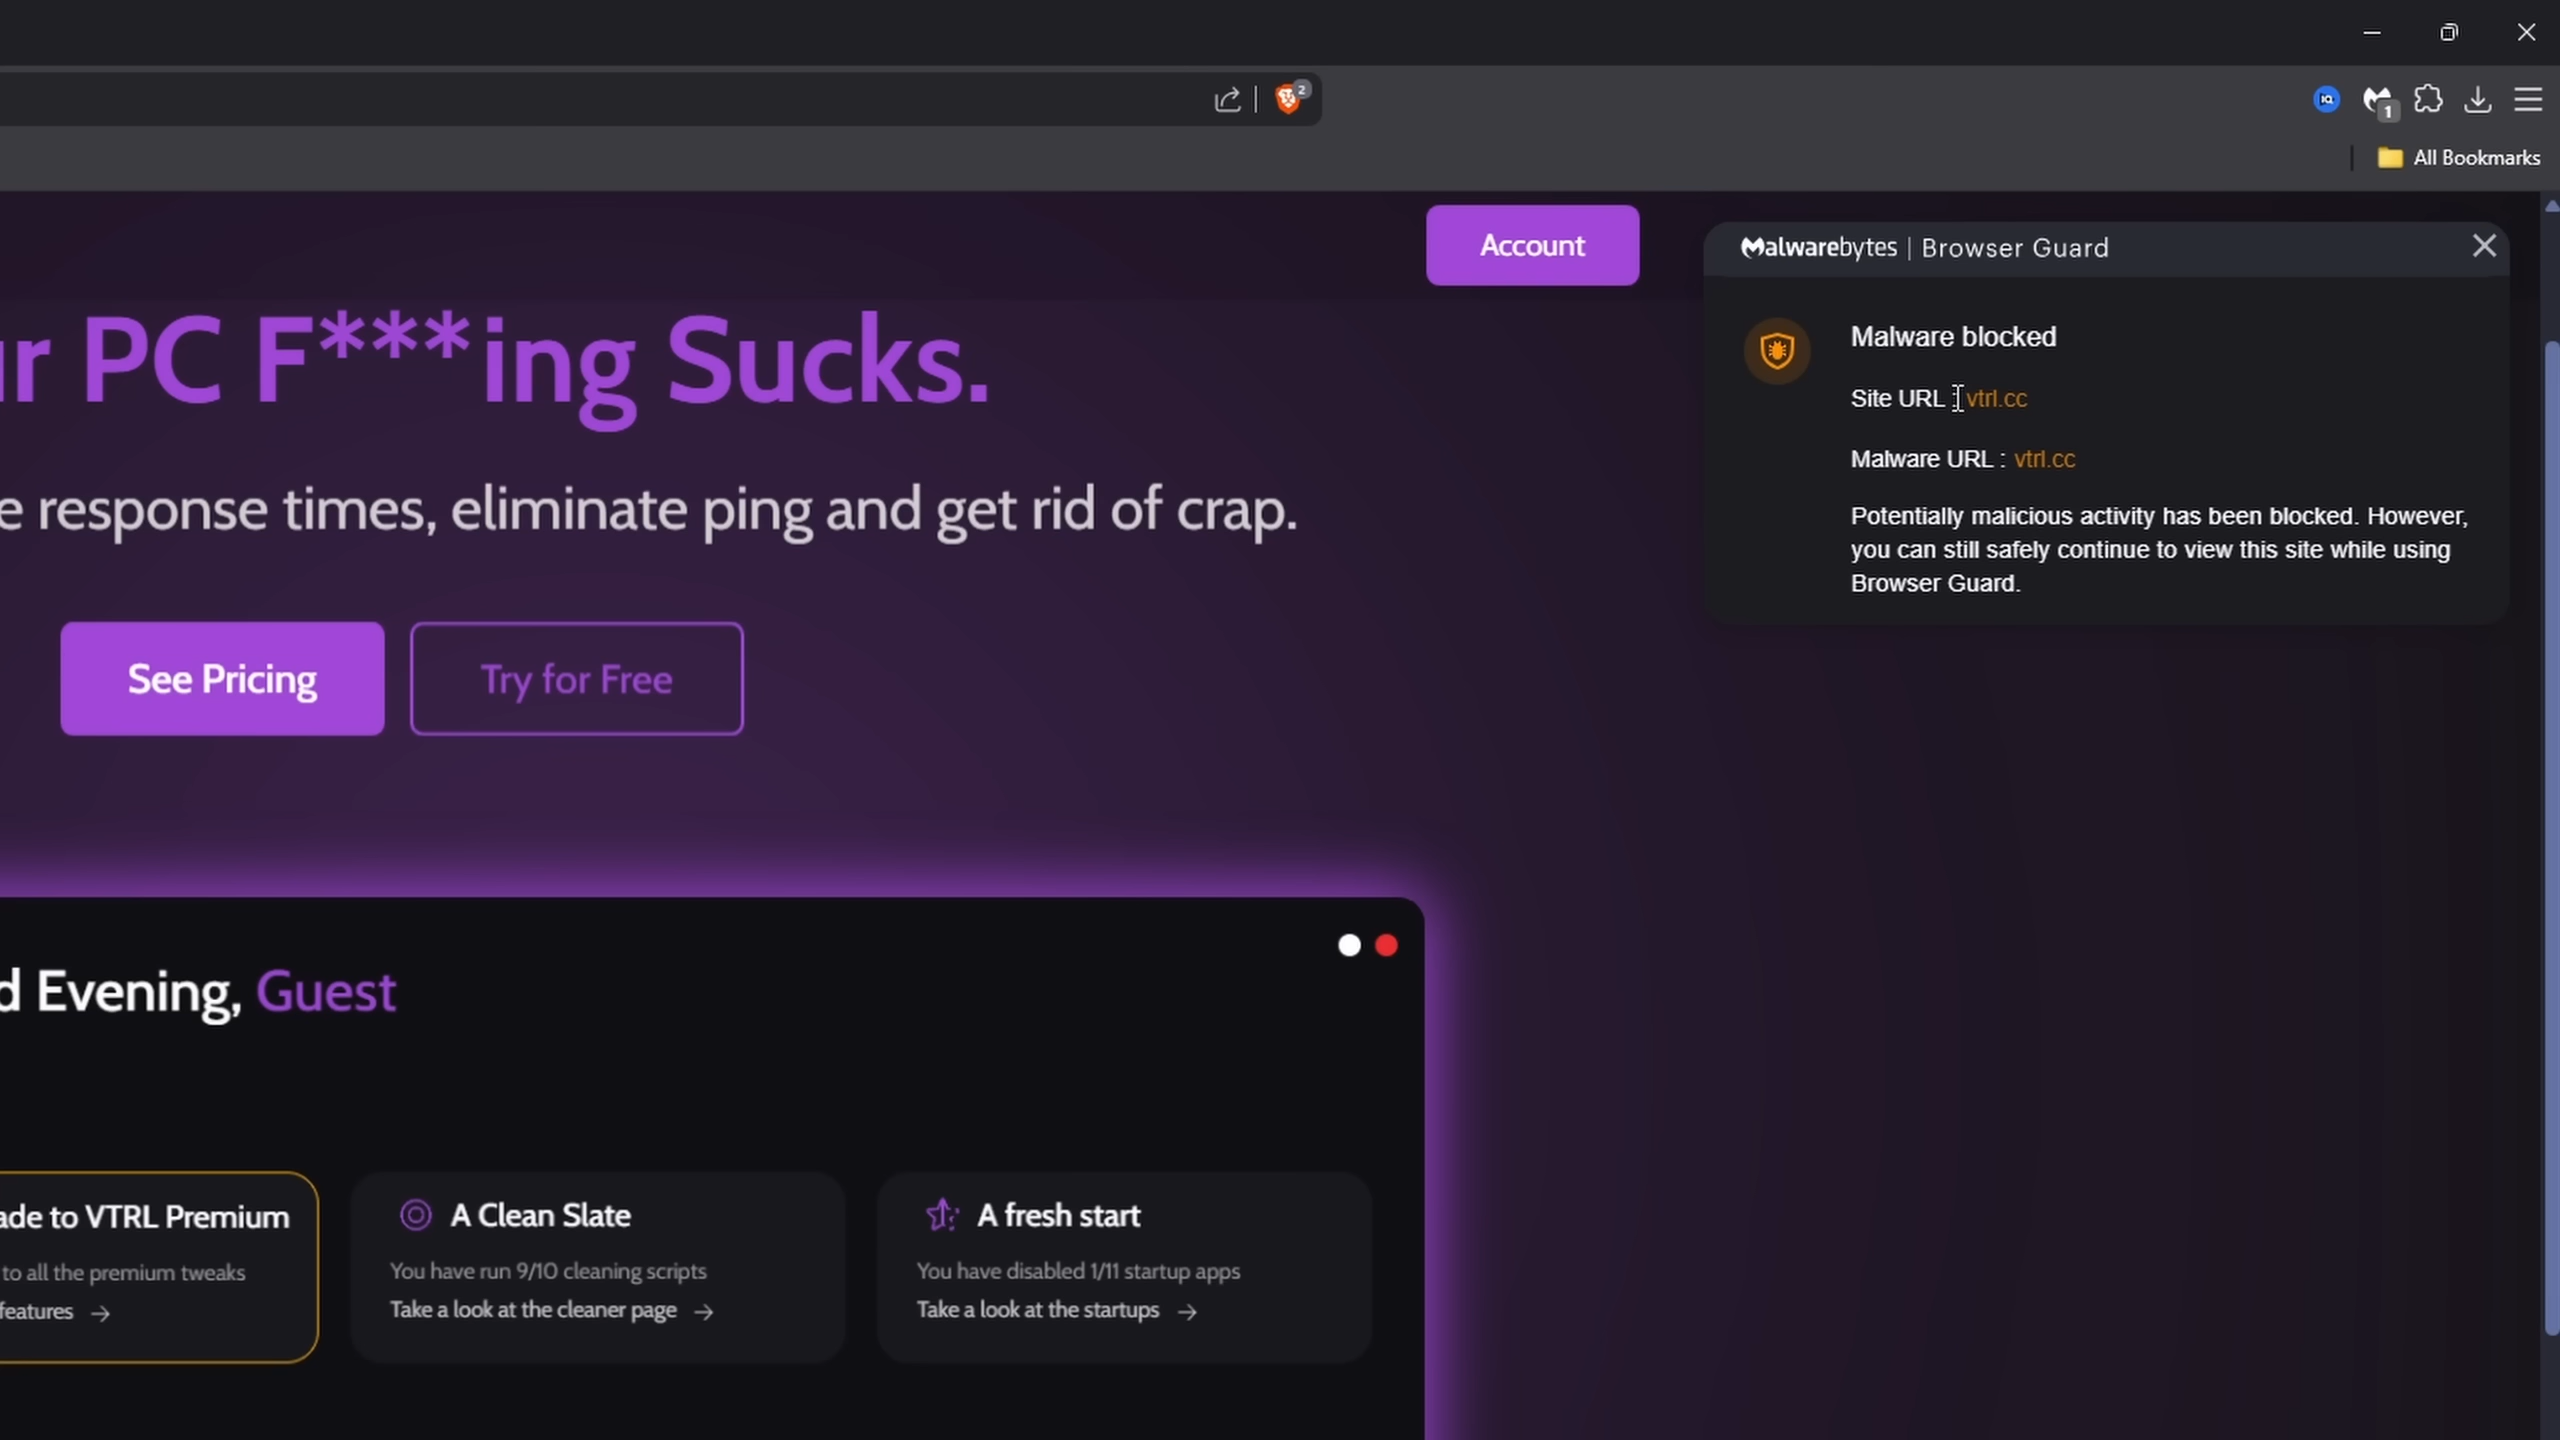 2
1
All Bookmarks
Account
Malwarebytes | Browser Guard
Malware blocked
Site URL : vtrl.cc
Malware URL : vtrl.cc
Potentially malicious activity has been blocked. However,
you can still safely continue to view this site while using
Browser Guard.
ur PC F***ing Sucks.
e response times, eliminate ping and get rid of crap.
See Pricing
Try for Free
d Evening, Guest
ade to VTRL Premium
to all the premium tweaks
features →
A Clean Slate
You have run 9/10 cleaning scripts
Take a look at the cleaner page →
A fresh start
You have disabled 1/11 startup apps
Take a look at the startups →